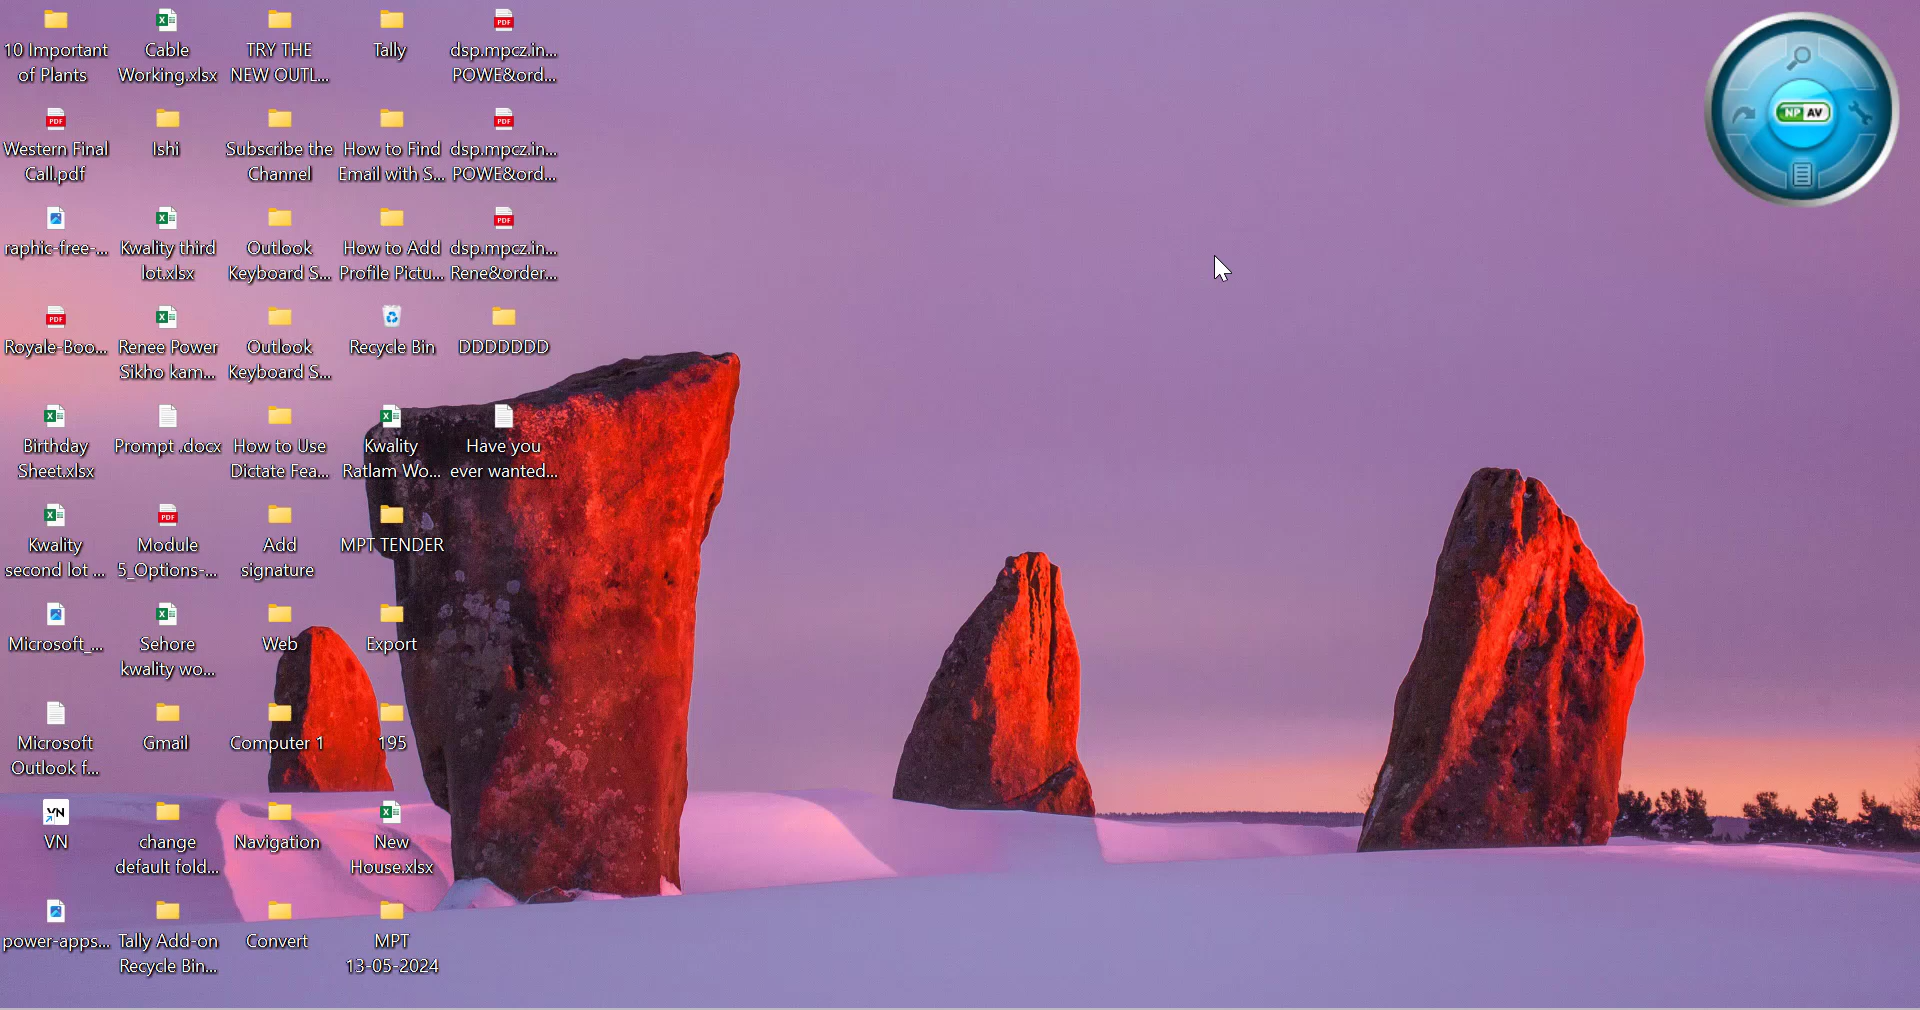 10 Important
of Plants
Cable
Working.xlsx
TRY THE
NEW OUTL...
Tally
dsp.mpcz.in...
POWE&ord...
NP AV
Western Final
Call.pdf
Ishi
Subscribe the
Channel
How to Find
Email with S...
dsp.mpcz.in...
POWE&ord...
raphic-free-...
Kwality third
lot.xlsx
Outlook
Keyboard S...
How to Add
Profile Pictu...
dsp.mpcz.in...
Rene&order...
Royale-Boo...
Renee Power
Sikho kam...
Outlook
Keyboard S...
Recycle Bin
DDDDDDD
Birthday
Sheet.xlsx
Prompt .docx
How to Use
Dictate Fea...
Kwality
Ratlam Wo...
Have you
ever wanted...
Kwality
second lot ...
PDF
Module
5_Options-...
Add
signature
MPT TENDER
Microsoft_...
Sehore
kwality wo...
Web
Export
Microsoft
Outlook f...
Gmail
Computer 1
195
VN
VN
change
default fold...
Navigation
New
House.xlsx
power-apps...
Tally Add-on
Recycle Bin...
Convert
MPT
13-05-2024